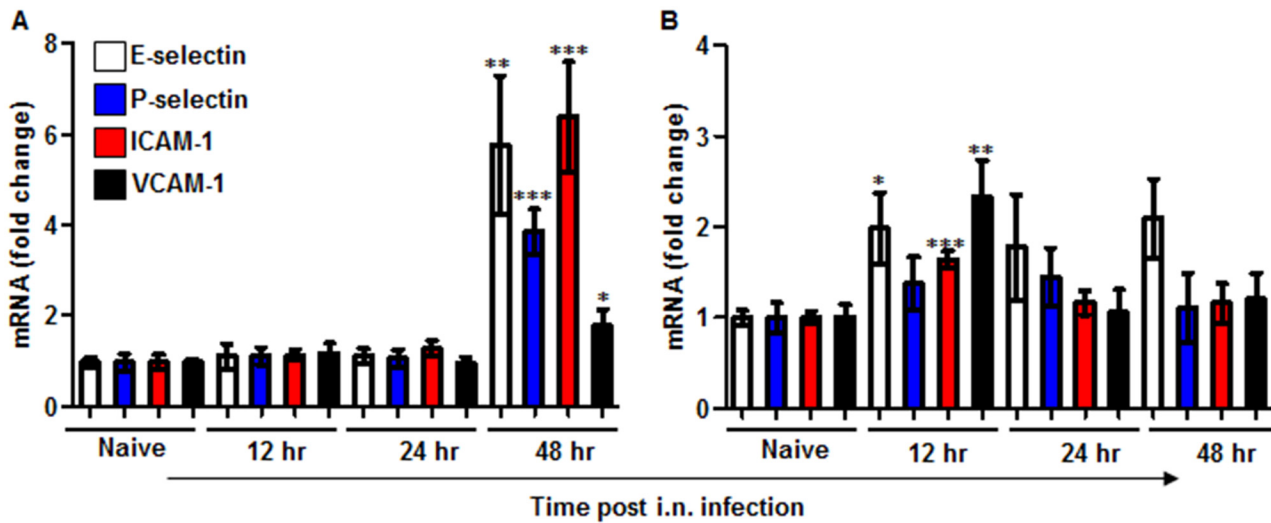 A
mRNA (fold change)
8
6
4
2
0
E-selectin
P-selectin
ICAM-1
VCAM-1
**
***
***
*
Naive 12 hr 24 hr 48 hr
B
mRNA (fold change)
4
3
2
1
0
*
***
**
Naive 12 hr 24 hr 48 hr
Time post i.n. infection